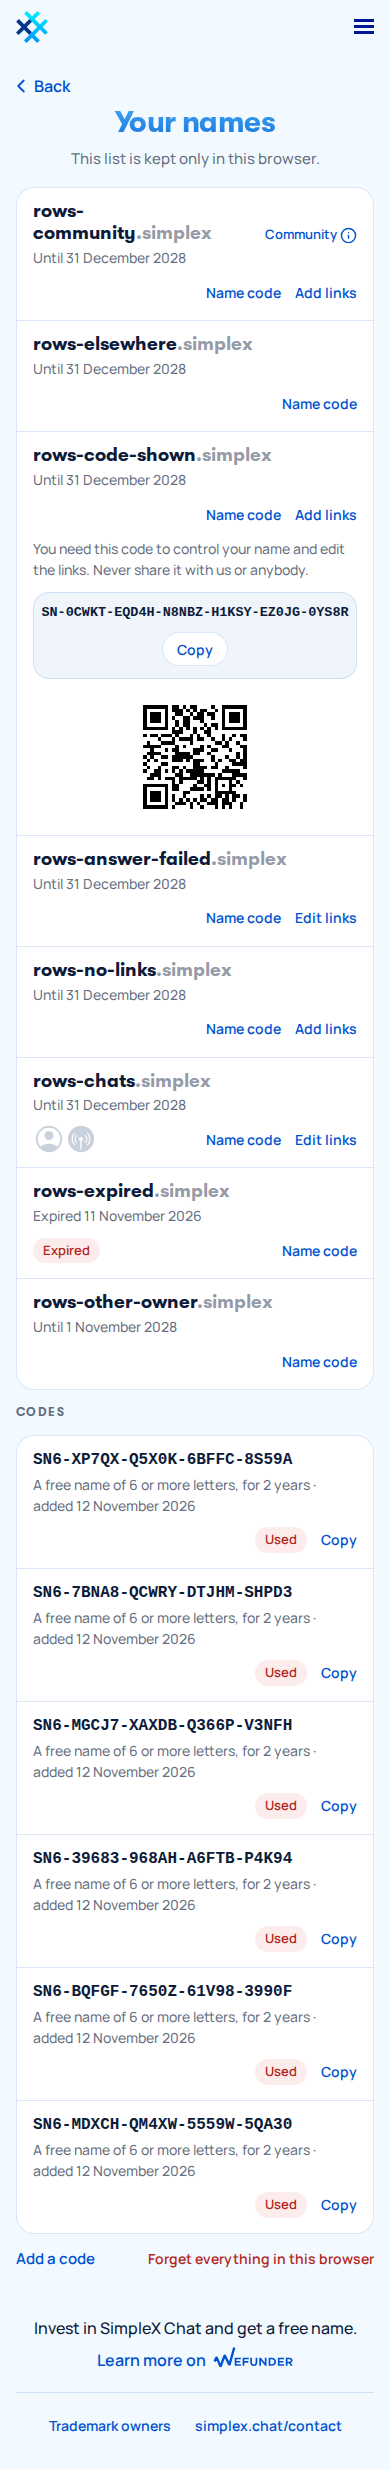 Back
Your names
This list is kept only in this browser.
rows-
community.simplex
Community
Until 31 December 2028
Name code Add links
rows-elsewhere.simplex
Until 31 December 2028
Name code
rows-code-shown.simplex
Until 31 December 2028
Name code Add links
You need this code to control your name and edit
the links. Never share it with us or anybody.
SN-0CWKT-EQD4H-N8NBZ-H1KSY-EZ0JG-0YS8R
Copy
rows-answer-failed.simplex
Until 31 December 2028
Name code Edit links
rows-no-links.simplex
Until 31 December 2028
Name code Add links
rows-chats.simplex
Until 31 December 2028
Name code Edit links
rows-expired.simplex
Expired 11 November 2026
Expired
Name code
rows-other-owner.simplex
Until 1 November 2028
Name code
CODES
SN6-XP7QX-Q5X0K-6BFFC-8S59A
A free name of 6 or more letters, for 2 years ·
added 12 November 2026
Used Copy
SN6-7BNA8-QCWRY-DTJHM-SHPD3
A free name of 6 or more letters, for 2 years ·
added 12 November 2026
Used Copy
SN6-MGCJ7-XAXDB-Q366P-V3NFH
A free name of 6 or more letters, for 2 years ·
added 12 November 2026
Used Copy
SN6-39683-968AH-A6FTB-P4K94
A free name of 6 or more letters, for 2 years ·
added 12 November 2026
Used Copy
SN6-BQFGF-7650Z-61V98-3990F
A free name of 6 or more letters, for 2 years ·
added 12 November 2026
Used Copy
SN6-MDXCH-QM4XW-5559W-5QA30
A free name of 6 or more letters, for 2 years ·
added 12 November 2026
Used Copy
Add a code
Forget everything in this browser
Invest in SimpleX Chat and get a free name.
Learn more on WEFUNDER
Trademark owners simplex.chat/contact